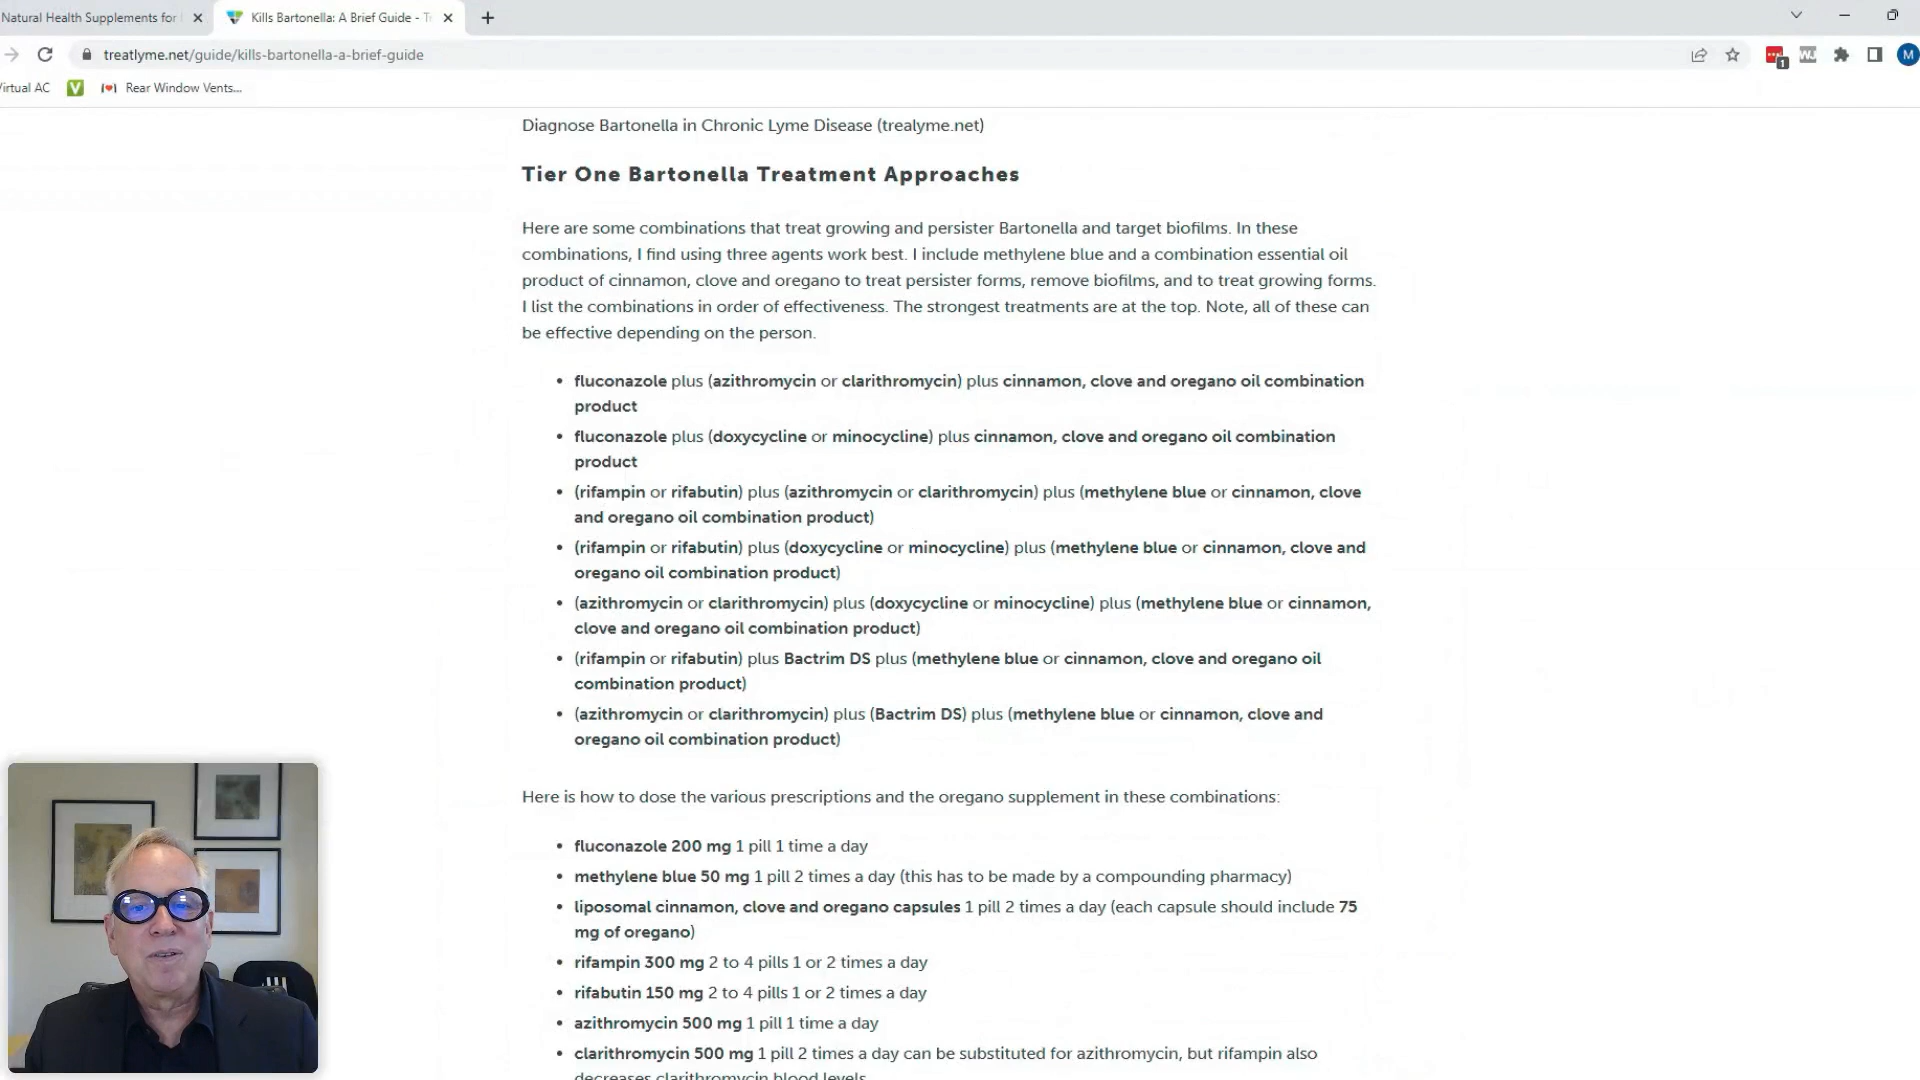 Natural Health Supplements for
Kills Bartonella: A Brief Guide - Tr
treatlyme.net/guide/kills-bartonella-a-brief-guide
1
WJ
M
Virtual AC
V
Rear Window Vents...
Diagnose Bartonella in Chronic Lyme Disease (trealyme.net)
Tier One Bartonella Treatment Approaches
Here are some combinations that treat growing and persister Bartonella and target biofilms. In these
combinations, I find using three agents work best. I include methylene blue and a combination essential oil
product of cinnamon, clove and oregano to treat persister forms, remove biofilms, and to treat growing forms.
I list the combinations in order of effectiveness. The strongest treatments are at the top. Note, all of these can
be effective depending on the person.
• fluconazole plus (azithromycin or clarithromycin) plus cinnamon, clove and oregano oil combination
product
• fluconazole plus (doxycycline or minocycline) plus cinnamon, clove and oregano oil combination
product
• (rifampin or rifabutin) plus (azithromycin or clarithromycin) plus (methylene blue or cinnamon, clove
and oregano oil combination product)
• (rifampin or rifabutin) plus (doxycycline or minocycline) plus (methylene blue or cinnamon, clove and
oregano oil combination product)
• (azithromycin or clarithromycin) plus (doxycycline or minocycline) plus (methylene blue or cinnamon,
clove and oregano oil combination product)
• (rifampin or rifabutin) plus Bactrim DS plus (methylene blue or cinnamon, clove and oregano oil
combination product)
• (azithromycin or clarithromycin) plus (Bactrim DS) plus (methylene blue or cinnamon, clove and
oregano oil combination product)
Here is how to dose the various prescriptions and the oregano supplement in these combinations:
• fluconazole 200 mg 1 pill 1 time a day
• methylene blue 50 mg 1 pill 2 times a day (this has to be made by a compounding pharmacy)
• liposomal cinnamon, clove and oregano capsules 1 pill 2 times a day (each capsule should include 75
mg of oregano)
• rifampin 300 mg 2 to 4 pills 1 or 2 times a day
• rifabutin 150 mg 2 to 4 pills 1 or 2 times a day
• azithromycin 500 mg 1 pill 1 time a day
• clarithromycin 500 mg 1 pill 2 times a day can be substituted for azithromycin, but rifampin also
decreases clarithromycin blood levels